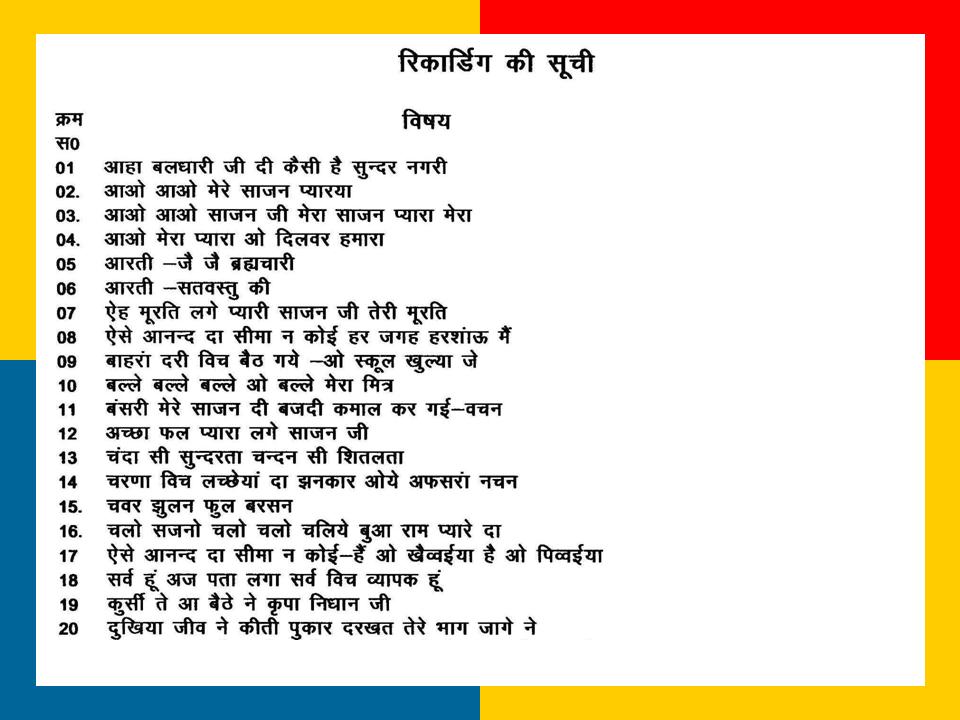 रिकार्डिग की सूची
क्रम विषय
स0
01 आहा बलधारी जी दी कैसी है सुन्दर नगरी
02. आओ आओ मेरे साजन प्यारया
03. आओ आओ साजन जी मेरा साजन प्यारा मेरा
04. आओ मेरा प्यारा ओ दिलवर हमारा
05 आरती –जै जै ब्रह्मचारी
06 आरती –सतवस्तु की
07 ऐह मूरति लगे प्यारी साजन जी तेरी मूरति
08 ऐसे आनन्द दा सीमा न कोई हर जगह हरशांऊ मैं
09 बाहरां दरी विच बैठ गये –ओ स्कूल खुल्या जे
10 बल्ले बल्ले बल्ले ओ बल्ले मेरा मित्र
11 बंसरी मेरे साजन दी बजदी कमाल कर गई–वचन
12 अच्छा फल प्यारा लगे साजन जी
13 चंदा सी सुन्दरता चन्दन सी शितलता
14 चरणा विच लच्छेयां दा झनकार ओये अफसरां नचन
15. चवर झुलन फुल बरसन
16. चलो सजनो चलो चलो चलिये बुआ राम प्यारे दा
17 ऐसे आनन्द दा सीमा न कोई–हैं ओ खैव्वईया है ओ पिव्वईया
18 सर्व हूं अज पता लगा सर्व विच व्यापक हूं
19 कुर्सी ते आ बैठे ने कृपा निधान जी
20 दुखिया जीव ने कीती पुकार दरखत तेरे भाग जागे ने